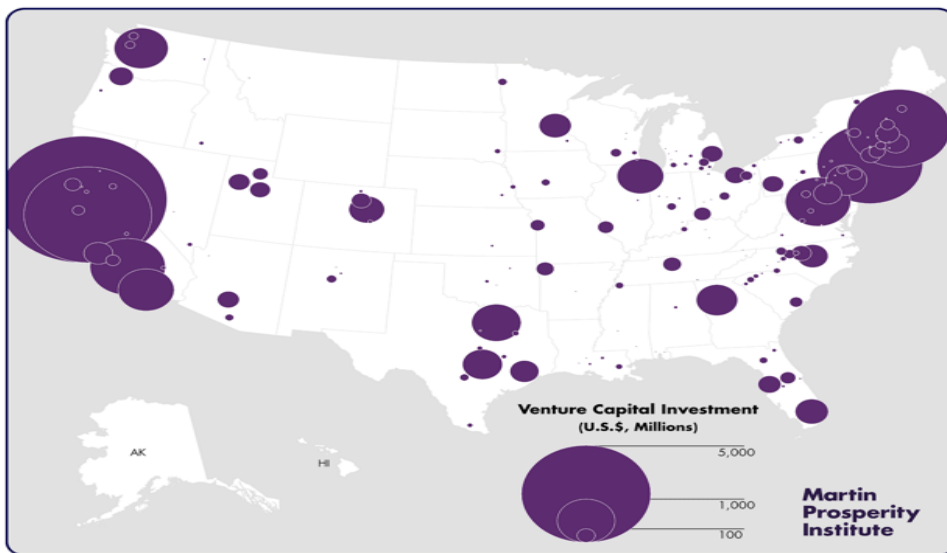 AK
HI
Venture Capital Investment
(U.S.$, Millions)
5,000
1,000
100
Martin
Prosperity
Institute